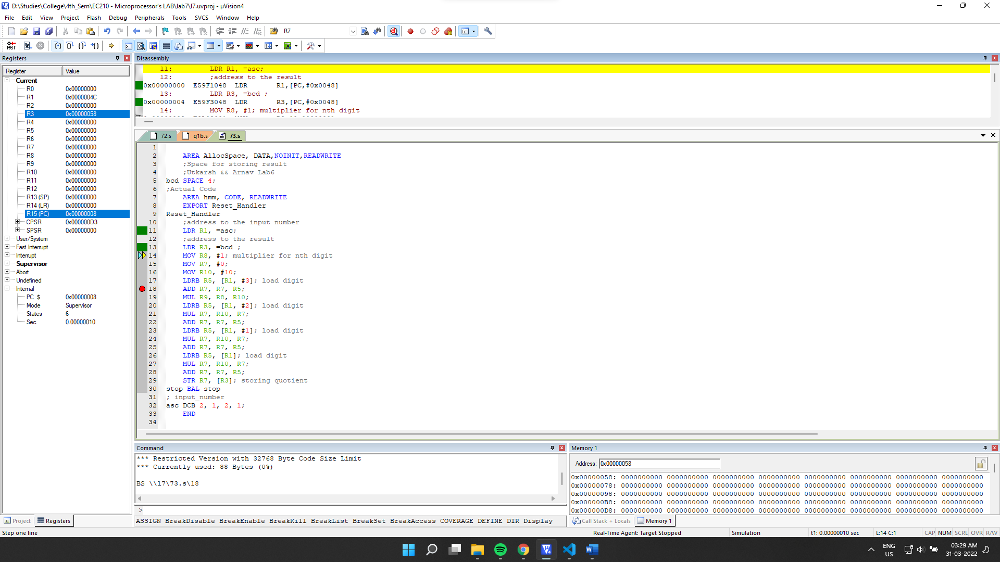 D:\Studies\College\4th_Sem\EC210 - Microprocessor's LAB\lab7\l7.uvproj - µVision4
File Edit View Project Flash Debug Peripherals Tools SVCS Window Help
R7
Registers
Register Value
Current
R0 0x00000000
R1 0x0000004C
R2 0x00000000
R3 0x00000058
R4 0x00000000
R5 0x00000000
R6 0x00000000
R7 0x00000000
R8 0x00000000
R9 0x00000000
R10 0x00000000
R11 0x00000000
R12 0x00000000
R13 (SP) 0x00000000
R14 (LR) 0x00000000
R15 (PC) 0x00000008
CPSR 0x000000D3
SPSR 0x00000000
User/System
Fast Interrupt
Interrupt
Supervisor
Abort
Undefined
Internal
PC $ 0x00000008
Mode Supervisor
States 6
Sec 0.00000010
Project Registers
Disassembly
11: LDR R1, =asc;
12: ;address to the result
0x00000000 E59F1048 LDR R1,[PC,#0x0048]
13: LDR R3, =bcd ;
0x00000004 E59F3048 LDR R3,[PC,#0x0048]
14: MOV R8, #1; multiplier for nth digit
72.s q1b.s 73.s
1
2 AREA AllocSpace, DATA,NOINIT,READWRITE
3 ;Space for storing result
4 ;Utkarsh && Arnav Lab6
5 bcd SPACE 4;
6 ;Actual Code
7 AREA hmm, CODE, READWRITE
8 EXPORT Reset_Handler
9 Reset_Handler
10 ;address to the input number
11 LDR R1, =asc;
12 ;address to the result
13 LDR R3, =bcd ;
14 MOV R8, #1; multiplier for nth digit
15 MOV R7, #0;
16 MOV R10, #10;
17 LDRB R5, [R1, #3]; load digit
18 ADD R7, R7, R5;
19 MUL R9, R8, R10;
20 LDRB R5, [R1, #2]; load digit
21 MUL R7, R10, R7;
22 ADD R7, R7, R5;
23 LDRB R5, [R1, #1]; load digit
24 MUL R7, R10, R7;
25 ADD R7, R7, R5;
26 LDRB R5, [R1]; load digit
27 MUL R7, R10, R7;
28 ADD R7, R7, R5;
29 STR R7, [R3]; storing quotient
30 stop BAL stop
31 ; input_number
32 asc DCB 2, 1, 2, 1;
33 END
34
Command
*** Restricted Version with 32768 Byte Code Size Limit
*** Currently used: 88 Bytes (0%)
BS \\l7\73.s\18
>
ASSIGN BreakDisable BreakEnable BreakKill BreakList BreakSet BreakAccess COVERAGE DEFINE DIR Display
Memory 1
Address: 0x00000058
0x00000058: 0000000000 0000000000 0000000000 0000000000 0000000000 0000000000 0000000000 0000000000
0x00000078: 0000000000 0000000000 0000000000 0000000000 0000000000 0000000000 0000000000 0000000000
0x00000098: 0000000000 0000000000 0000000000 0000000000 0000000000 0000000000 0000000000 0000000000
0x000000B8: 0000000000 0000000000 0000000000 0000000000 0000000000 0000000000 0000000000 0000000000
0x000000D8: 0000000000 0000000000 0000000000 0000000000 0000000000 0000000000 0000000000 0000000000
Call Stack + Locals Memory 1
Step one line Real-Time Agent: Target Stopped Simulation t1: 0.00000010 sec L:14 C:1 CAP NUM SCRL OVR R/W
ENG
US
03:29 AM
31-03-2022